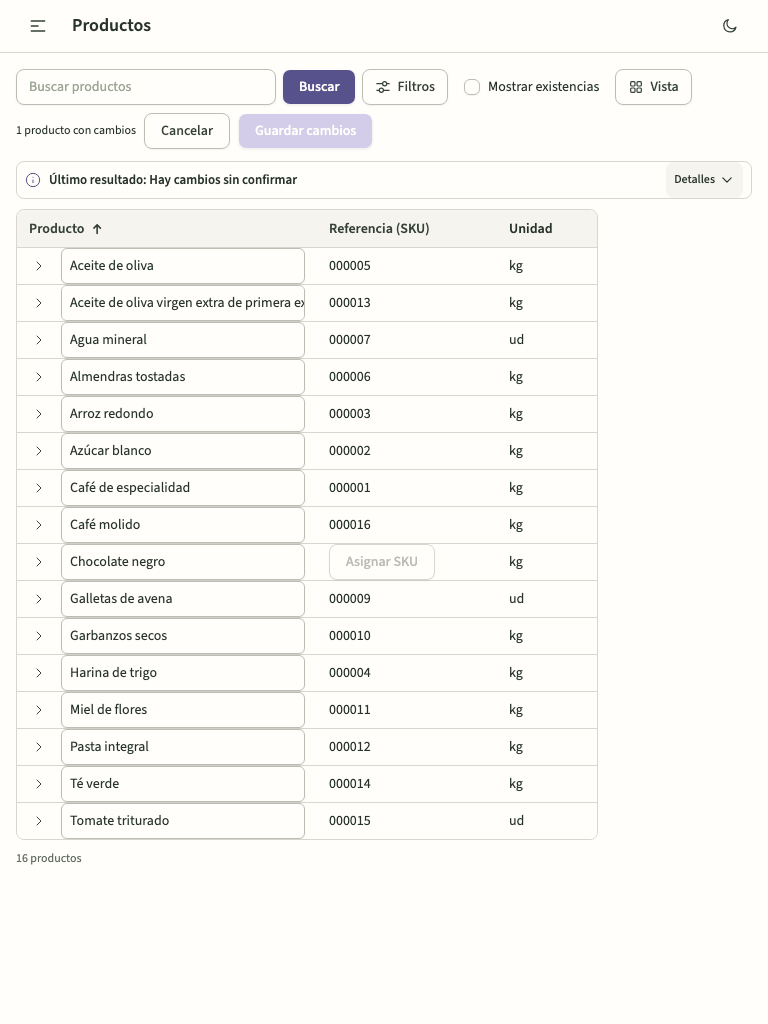 Productos
Buscar productos
Buscar
Filtros
Mostrar existencias
Vista
1 producto con cambios
Cancelar
Guardar cambios
Último resultado: Hay cambios sin confirmar
Detalles
Producto Referencia (SKU) Unidad
Aceite de oliva 000005 kg
Aceite de oliva virgen extra de primera ex 000013 kg
Agua mineral 000007 ud
Almendras tostadas 000006 kg
Arroz redondo 000003 kg
Azúcar blanco 000002 kg
Café de especialidad 000001 kg
Café molido 000016 kg
Chocolate negro Asignar SKU kg
Galletas de avena 000009 ud
Garbanzos secos 000010 kg
Harina de trigo 000004 kg
Miel de flores 000011 kg
Pasta integral 000012 kg
Té verde 000014 kg
Tomate triturado 000015 ud
16 productos